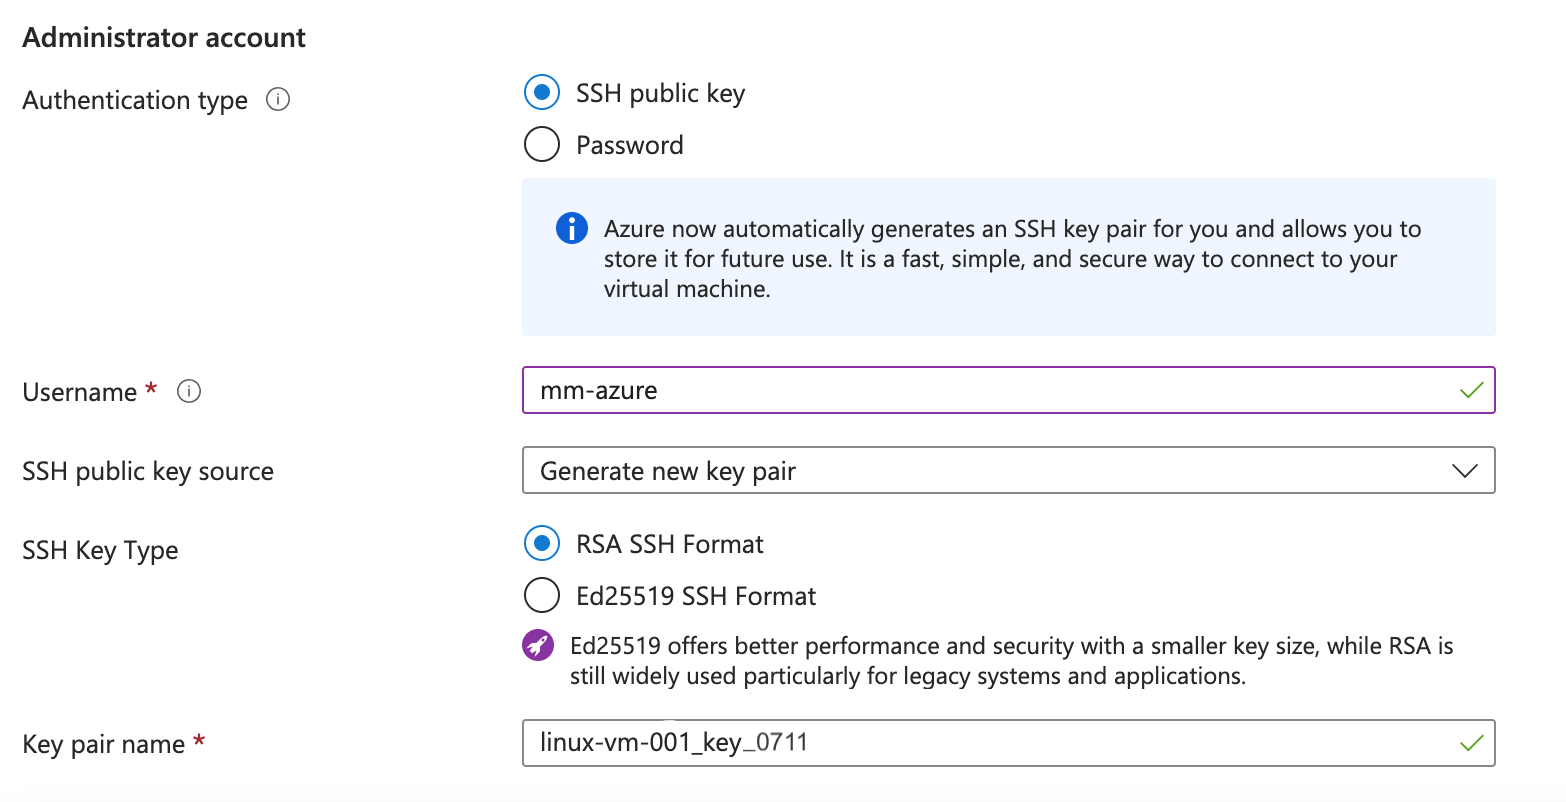 Administrator account
Authentication type
SSH public key
Password
Azure now automatically generates an SSH key pair for you and allows you to
store it for future use. It is a fast, simple, and secure way to connect to your
virtual machine.
Username *
mm-azure
SSH public key source
Generate new key pair
SSH Key Type
RSA SSH Format
Ed25519 SSH Format
Ed25519 offers better performance and security with a smaller key size, while RSA is
still widely used particularly for legacy systems and applications.
Key pair name *
linux-vm-001_key_0711